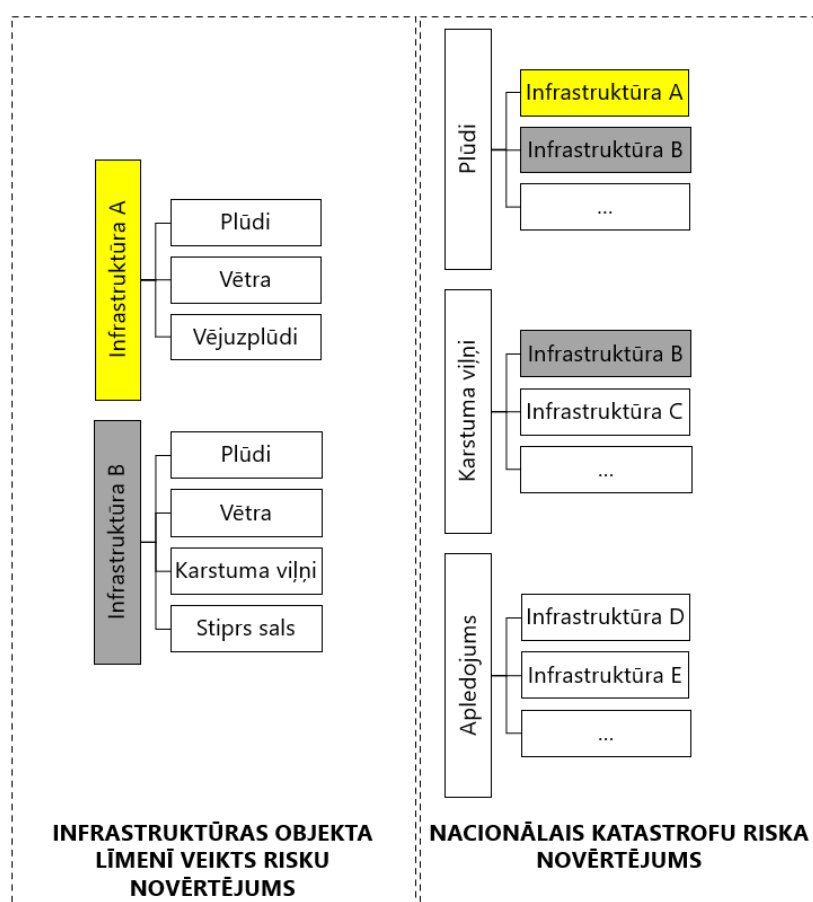 Infrastruktūra A
Plūdi
Vētra
Vējuzplūdi
Infrastruktūra B
Plūdi
Vētra
Karstuma viļņi
Stiprs sals
INFRASTRUKTŪRAS OBJEKTA
LĪMENĪ VEIKTS RISKU
NOVĒRTĒJUMS
Plūdi
Infrastruktūra A
Infrastruktūra B
...
Karstuma viļņi
Infrastruktūra B
Infrastruktūra C
...
Apledojums
Infrastruktūra D
Infrastruktūra E
...
NACIONĀLAIS KATASTROFU RISKA
NOVĒRTĒJUMS